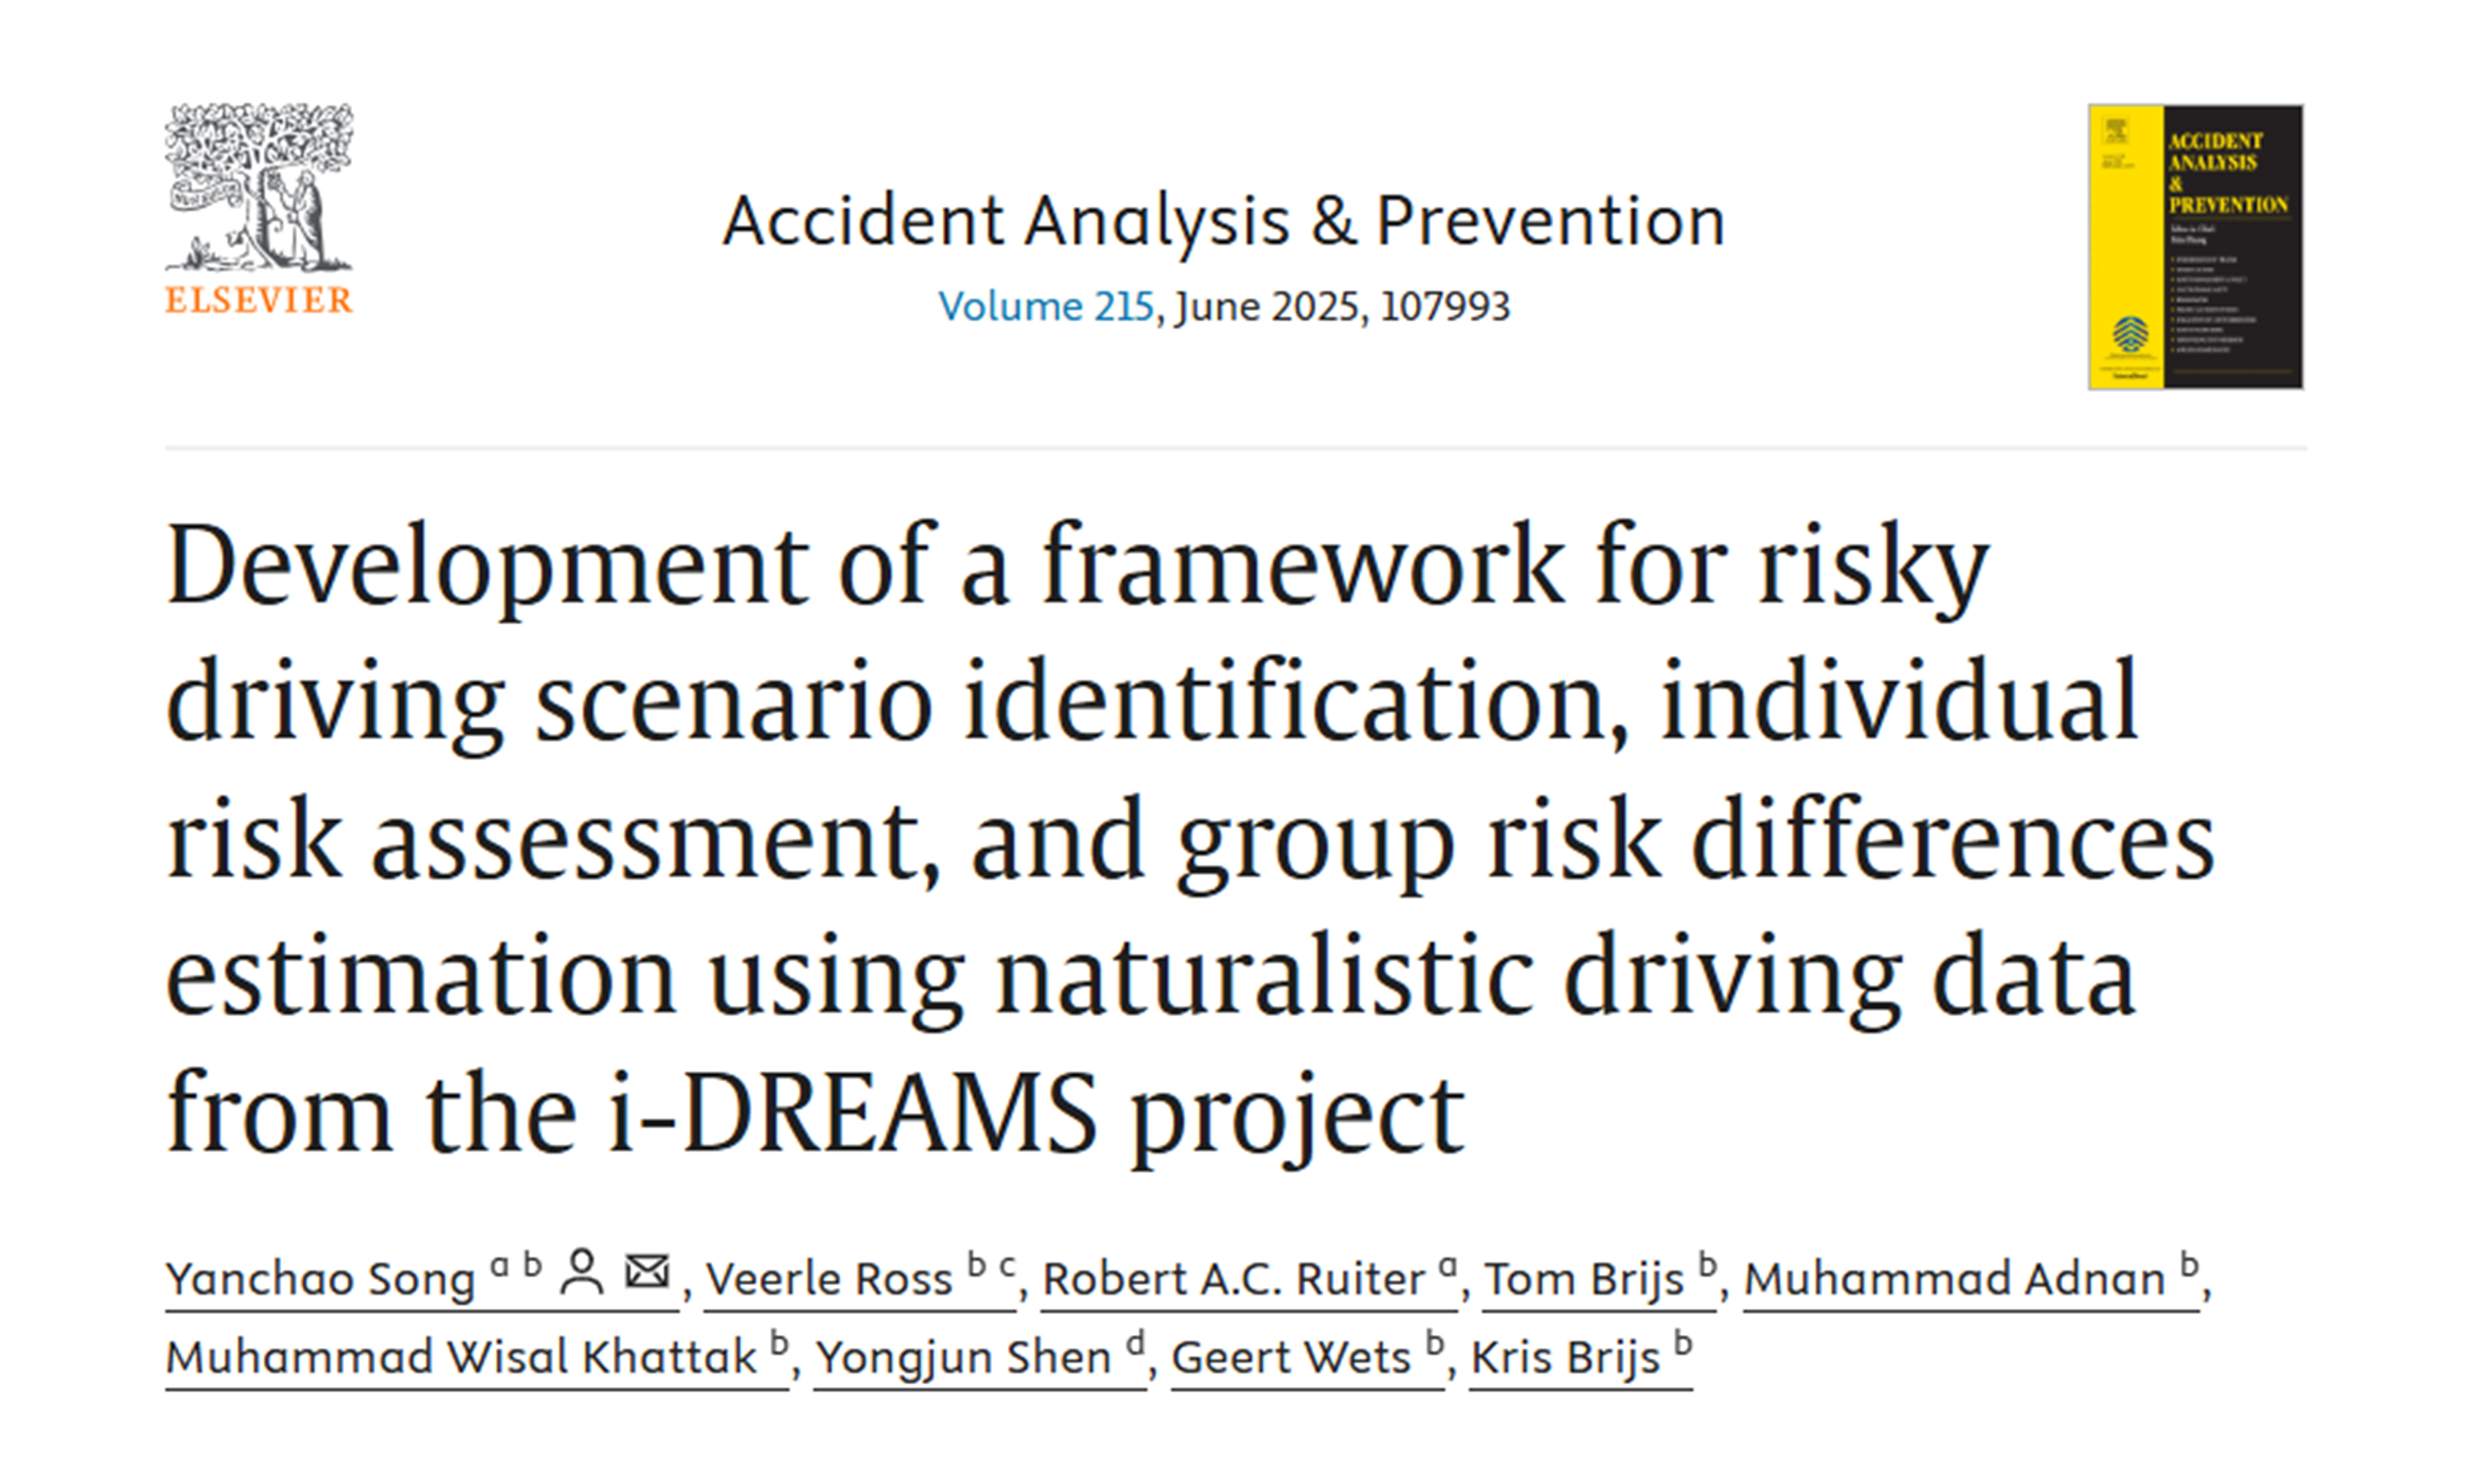 ELSEVIER
Accident Analysis & Prevention
Volume 215, June 2025, 107993
ACCIDENT
ANALYSIS
&
PREVENTION
Development of a framework for risky
driving scenario identification, individual
risk assessment, and group risk differences
estimation using naturalistic driving data
from the i-DREAMS project
Yanchao Song a b, Veerle Ross b c, Robert A.C. Ruiter a, Tom Brijs b, Muhammad Adnan b,
Muhammad Wisal Khattak b, Yongjun Shen d, Geert Wets b, Kris Brijs b